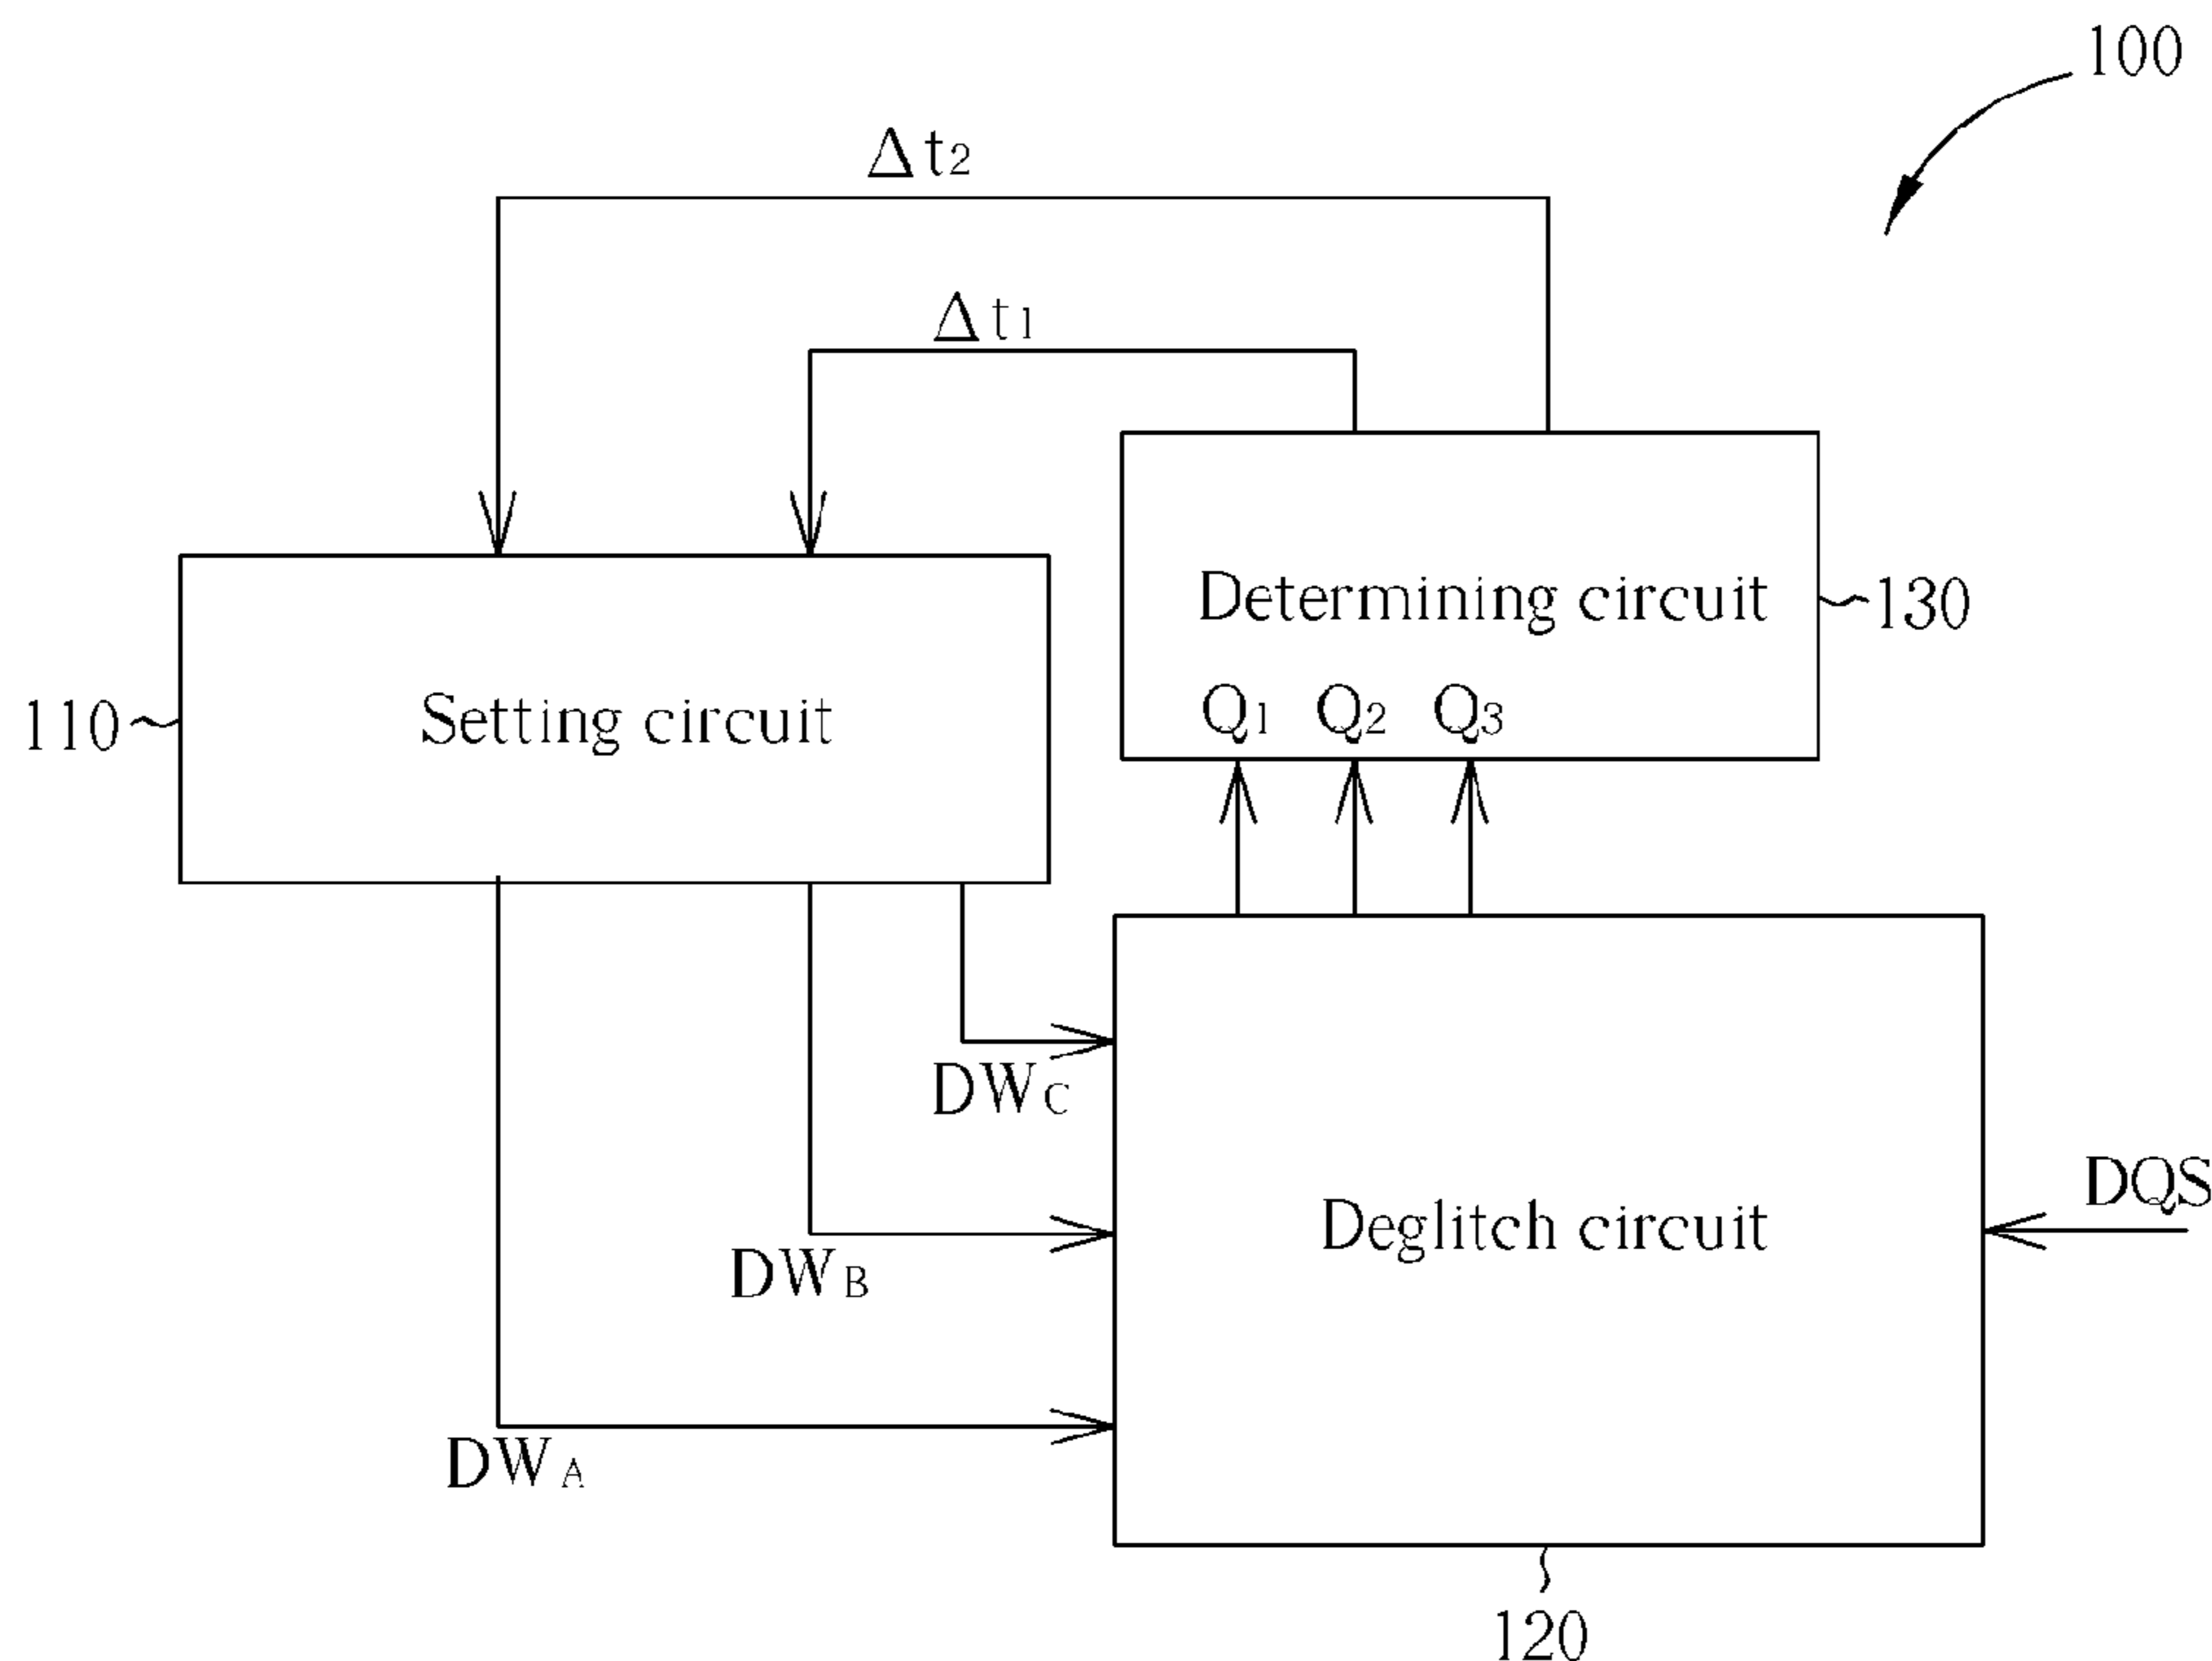 100
Δt2
Δt1
Determining circuit
130
Q1 Q2 Q3
110
Setting circuit
DWC
DQS
Deglitch circuit
DWB
DWA
120